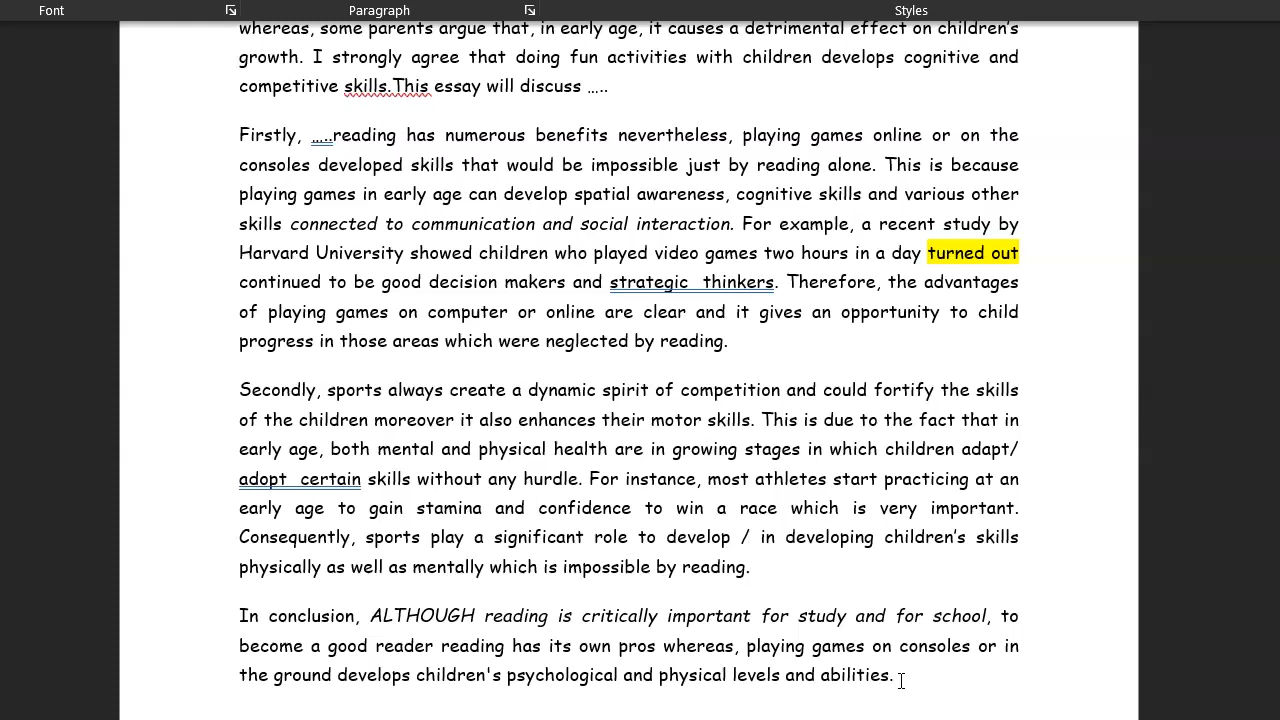 Font Paragraph Styles
whereas, some parents argue that, in early age, it causes a detrimental effect on children’s
growth. I strongly agree that doing fun activities with children develops cognitive and
competitive skills.This essay will discuss …..
Firstly, …..reading has numerous benefits nevertheless, playing games online or on the
consoles developed skills that would be impossible just by reading alone. This is because
playing games in early age can develop spatial awareness, cognitive skills and various other
skills connected to communication and social interaction. For example, a recent study by
Harvard University showed children who played video games two hours in a day turned out
continued to be good decision makers and strategic thinkers. Therefore, the advantages
of playing games on computer or online are clear and it gives an opportunity to child
progress in those areas which were neglected by reading.
Secondly, sports always create a dynamic spirit of competition and could fortify the skills
of the children moreover it also enhances their motor skills. This is due to the fact that in
early age, both mental and physical health are in growing stages in which children adapt/
adopt certain skills without any hurdle. For instance, most athletes start practicing at an
early age to gain stamina and confidence to win a race which is very important.
Consequently, sports play a significant role to develop / in developing children’s skills
physically as well as mentally which is impossible by reading.
In conclusion, ALTHOUGH reading is critically important for study and for school, to
become a good reader reading has its own pros whereas, playing games on consoles or in
the ground develops children's psychological and physical levels and abilities.